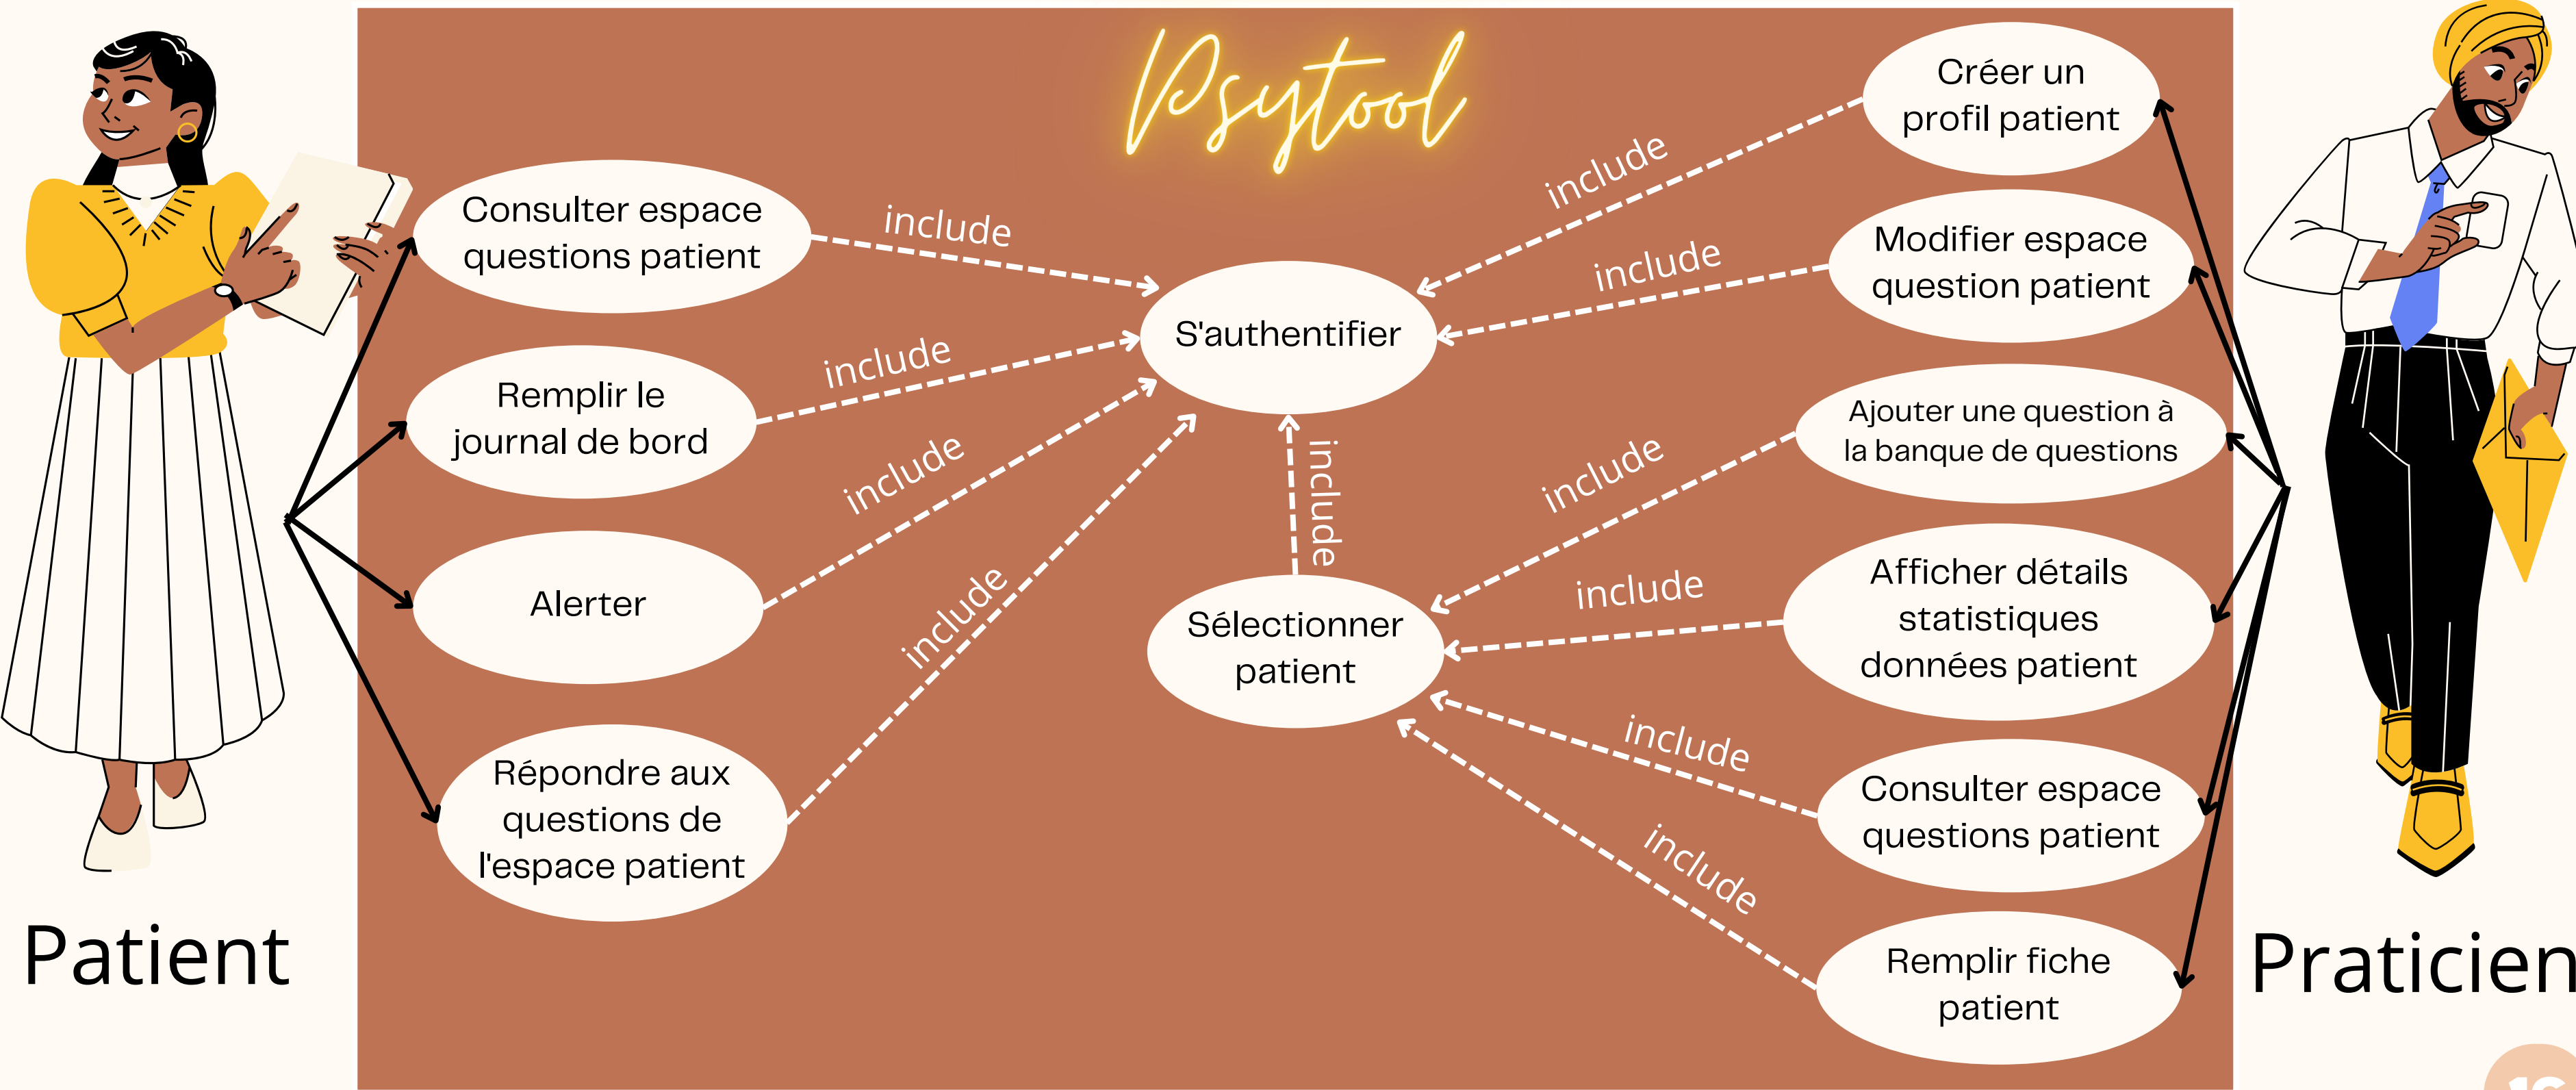 Psytool
Consulter espace
questions patient
include
Remplir le
journal de bord
include
Alerter
include
Répondre aux
questions de
l'espace patient
include
S'authentifier
include
Sélectionner
patient
Créer un
profil patient
include
Modifier espace
question patient
include
Ajouter une question à
la banque de questions
include
Afficher détails
statistiques
données patient
include
Consulter espace
questions patient
include
Remplir fiche
patient
include
Patient
Praticien